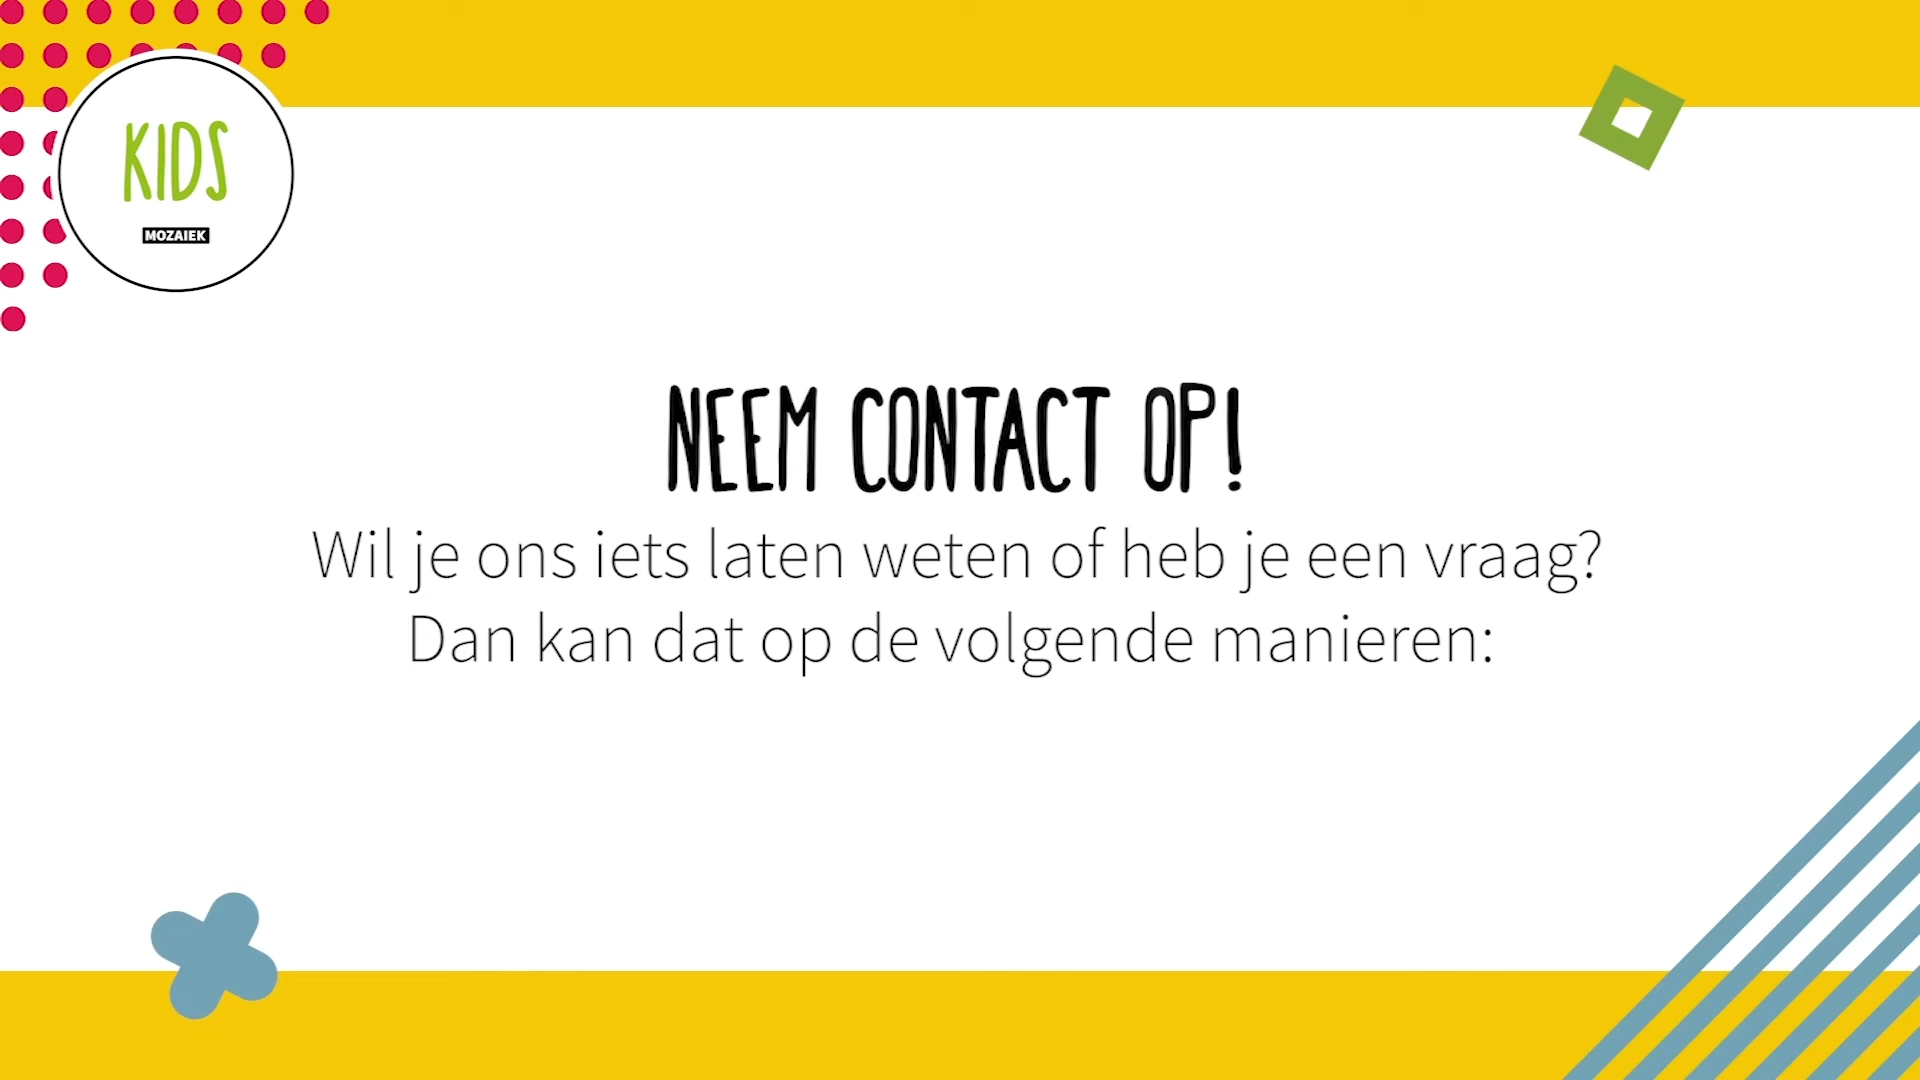 KIDS
MOZAIEK
NEEM CONTACT OP!
Wil je ons iets laten weten of heb je een vraag?
Dan kan dat op de volgende manieren: